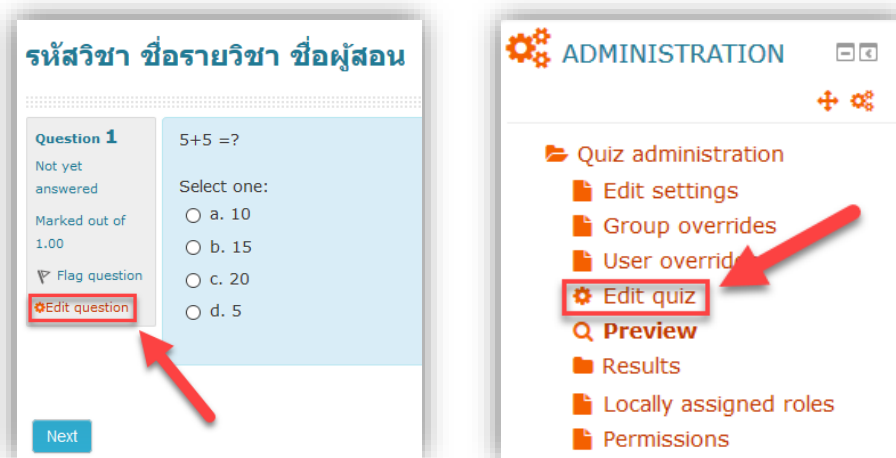 รหัสวิชา ชื่อรายวิชา ชื่อผู้สอน
Question 1
Not yet
answered
Marked out of
1.00
Flag question
Edit question
5+5 =?
Select one:
a. 10
b. 15
c. 20
d. 5
Next
ADMINISTRATION
Quiz administration
Edit settings
Group overrides
User
Edit quiz
Preview
Results
Locally assigned roles
Permissions